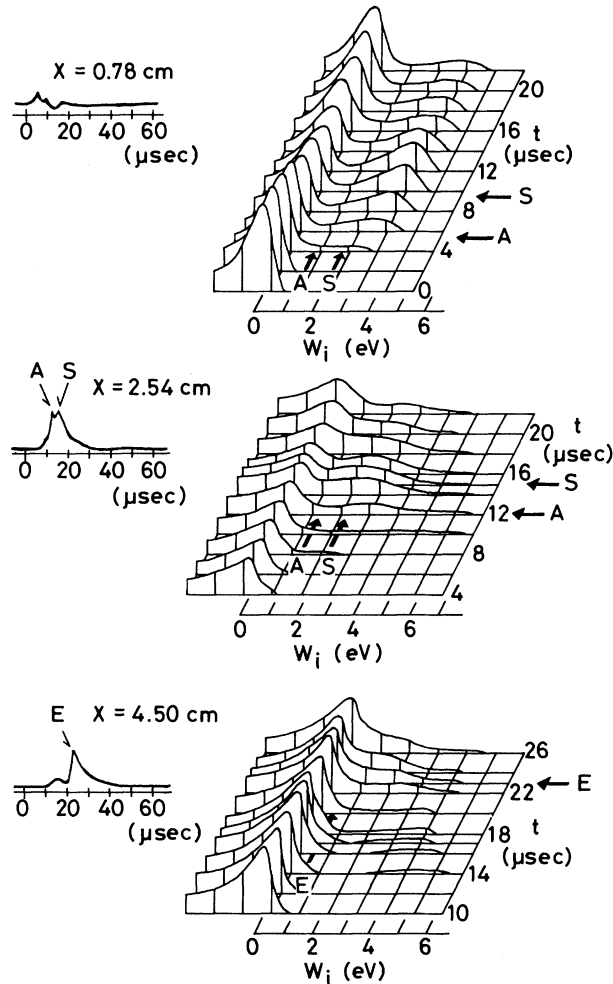 X = 0.78 cm
0 20 40 60
(μsec)
20
16
t
(μsec)
12
8
S
4
A
0
A S
0 2 4 6
Wi (eV)
A S
X = 2.54 cm
0 20 40 60
(μsec)
t
20
(μsec)
16
S
12
A
8
4
A S
0 2 4 6
Wi (eV)
E
X = 4.50 cm
0 20 40 60
(μsec)
26
E
22
18
t
(μsec)
14
10
E
0 2 4 6
Wi (eV)